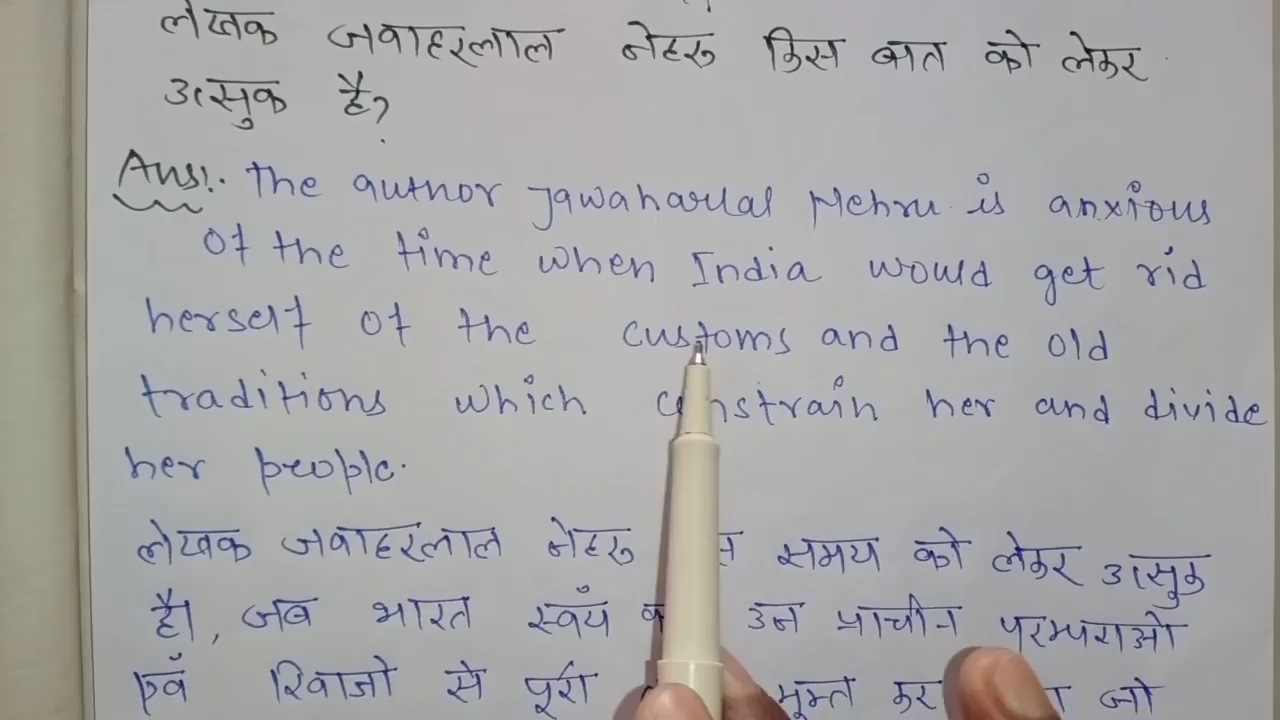 लेखक जवाहरलाल नेहरु किस बात को लेकर
उत्सुक है?
Ans:. The author Jawaharlal Nehru is anxious
of the time when India would get rid
herself of the customs and the old
traditions which constrain her and divide
her people.
लेखक जवाहरलाल नेहरु समय को लेकर उत्सुक
है।, जब भारत स्वयँ उन प्राचीन परम्पराओ
एवँ रिवाजो से पूरी मुक्त कर जो